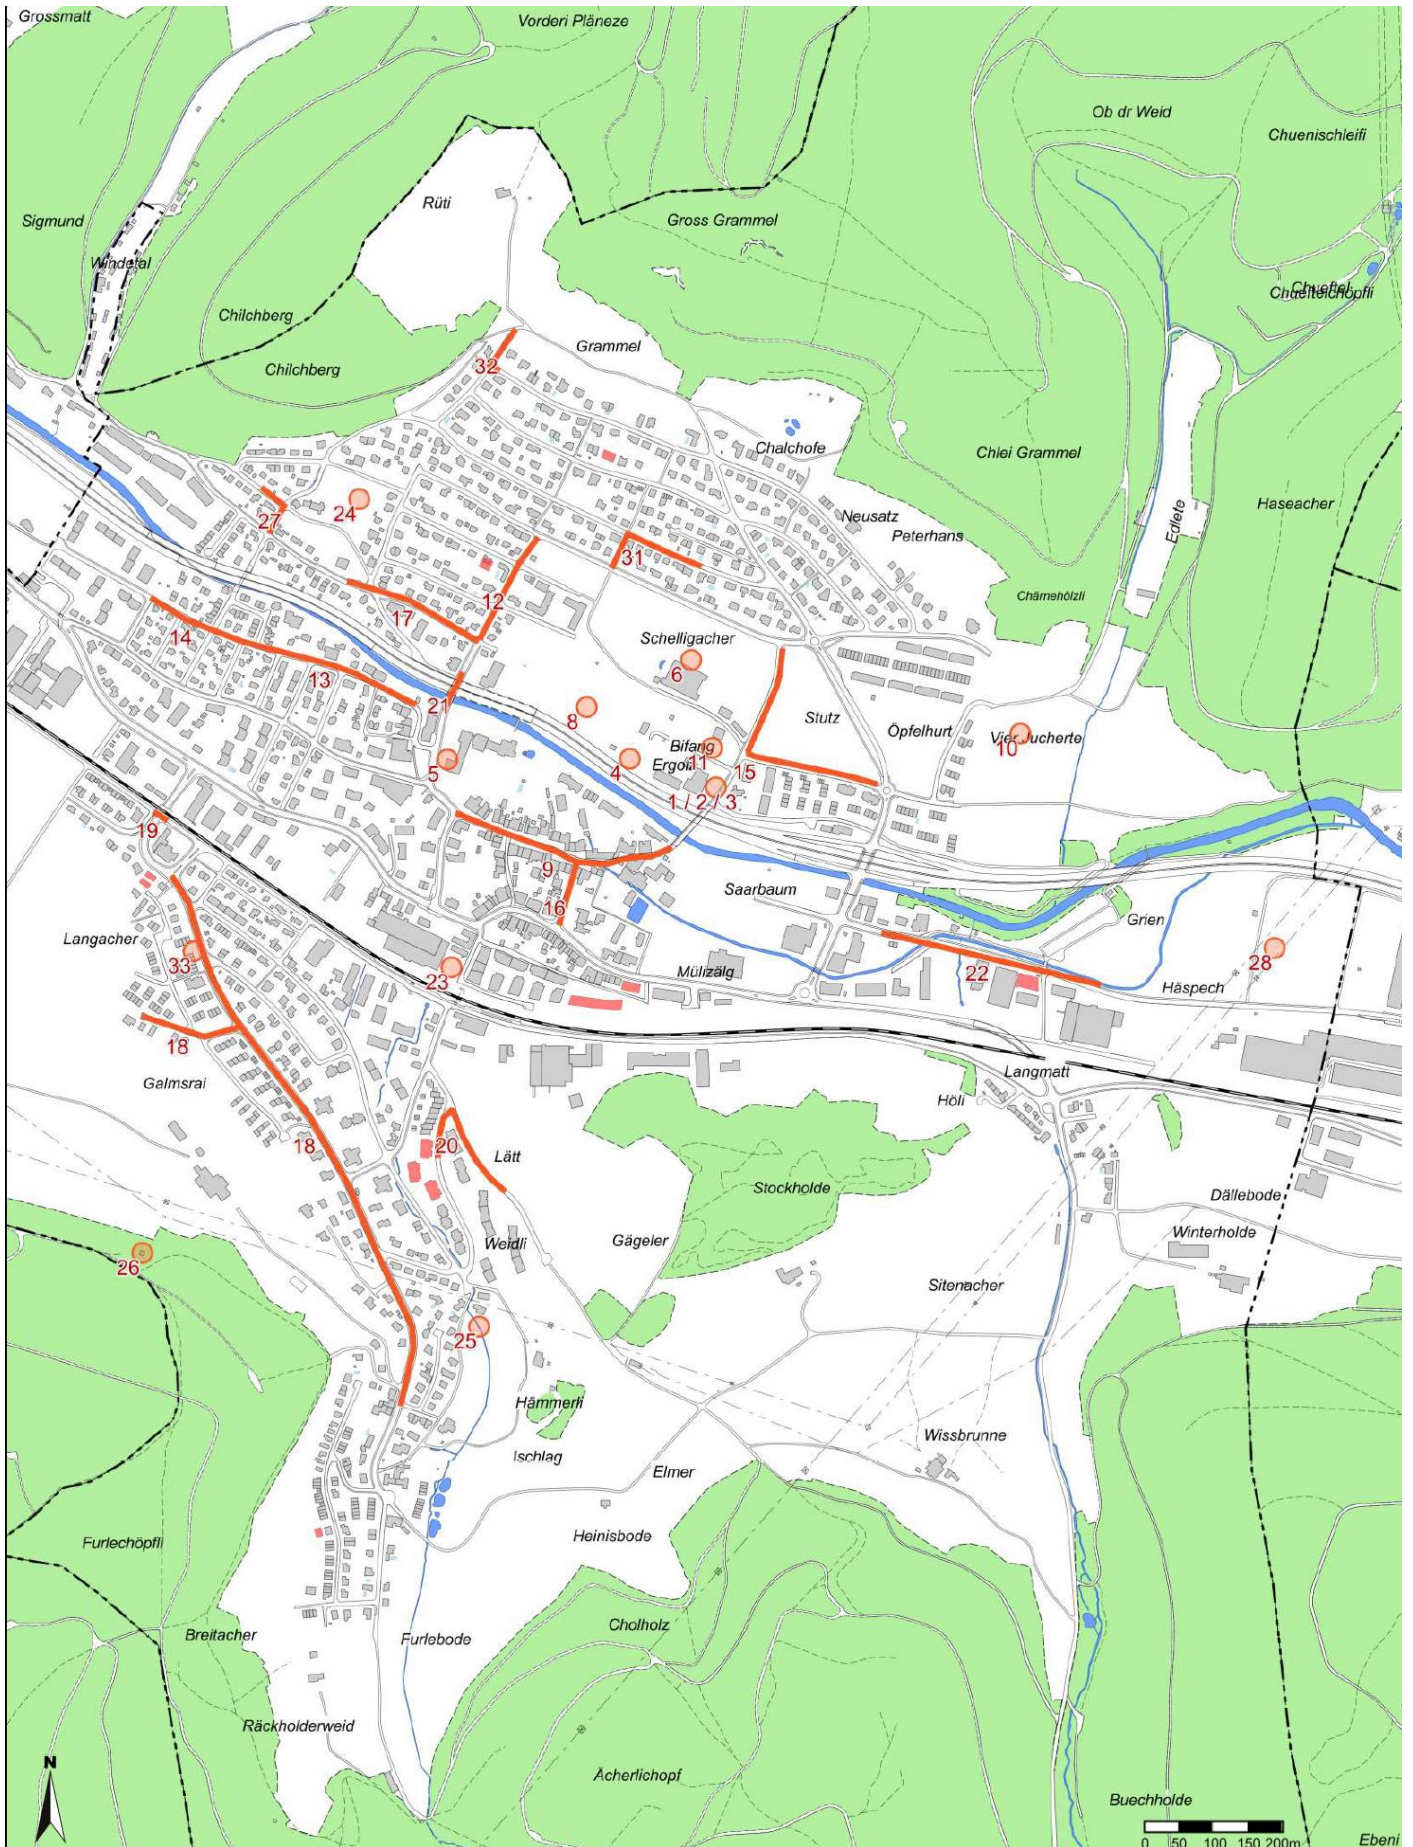 Grossmatt
Vorderi Pläneze
Ob dr Weid
Chuenischleifi
Rüti
Gross Grammel
Sigmund
Windetal
Chueftelchöpfli
Chilchberg
Grammel
Chilchberg
32
Chalchofe
Chlei Grammel
Haseacher
Neusatz
Edlete
27
24
Peterhans
31
12
Chämehölzli
17
14
Schelligacher
6
13
21
8
Stutz
Öpfelhurt
10
5
4
Bifang
11
15
1 / 2 / 3
19
9
Saarbaum
16
Grien
Langacher
33
23
Mülizälg
22
Häspech
28
18
Galmsrai
Langmatt
Höli
18
20
Lätt
Stockholde
Dällebode
Winterholde
26
Weidli
Gägeler
Sitenacher
25
Hämmerli
Ischlag
Elmer
Wissbrunne
Furlechöpfli
Heinisbode
Breitacher
Furlebode
Cholholz
Räckholderweid
N
Acherlichopf
Buechholde
0 50 100 150 200m
Ebeni